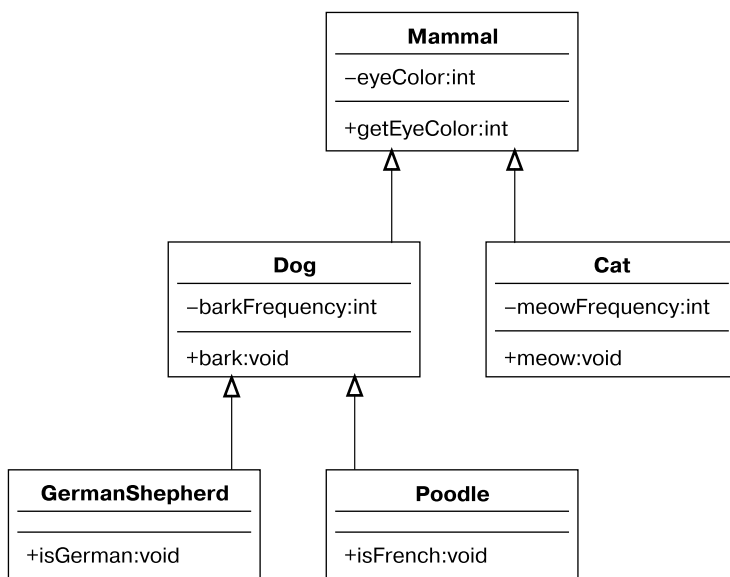 Mammal
–eyeColor:int
+getEyeColor:int
Dog
–barkFrequency:int
+bark:void
Cat
–meowFrequency:int
+meow:void
GermanShepherd
+isGerman:void
Poodle
+isFrench:void